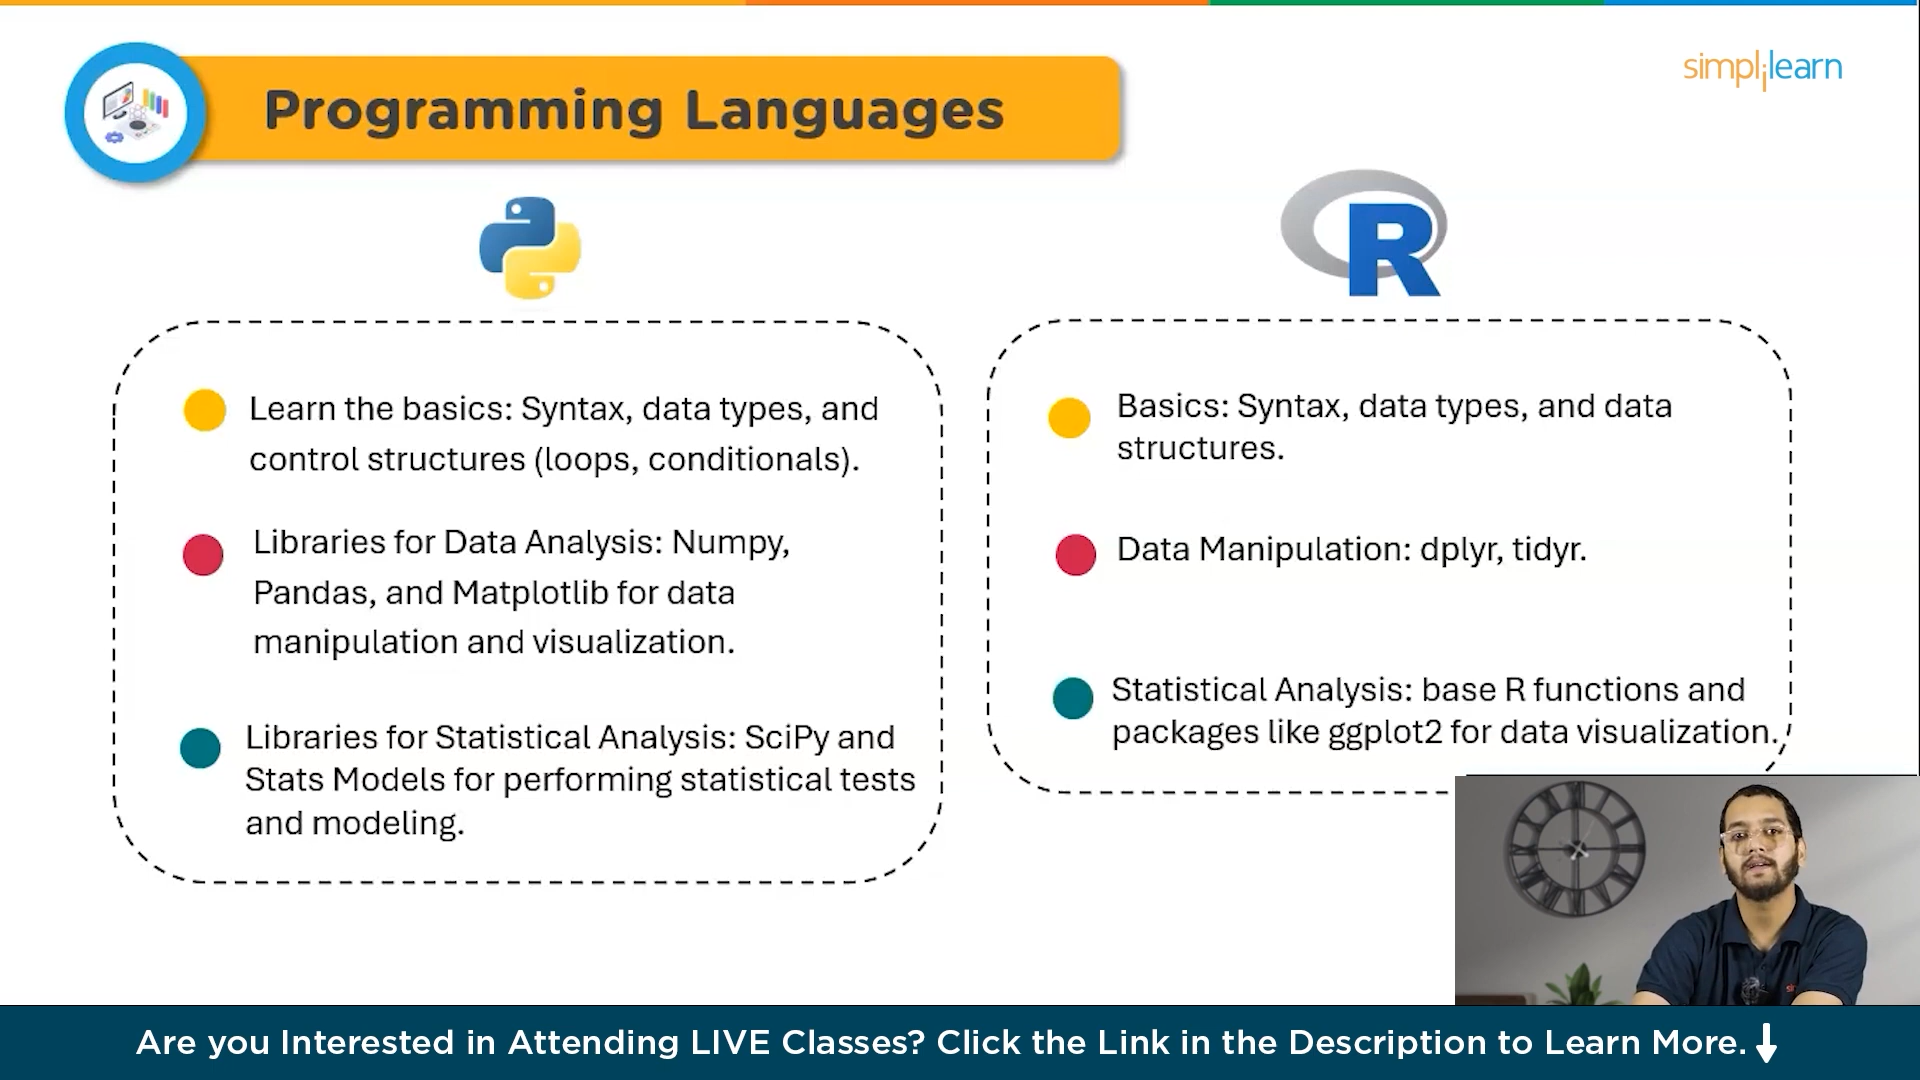 simplilearn
Programming Languages
Learn the basics: Syntax, data types, and
control structures (loops, conditionals).
Libraries for Data Analysis: Numpy,
Pandas, and Matplotlib for data
manipulation and visualization.
Libraries for Statistical Analysis: SciPy and
Stats Models for performing statistical tests
and modeling.
R
Basics: Syntax, data types, and data
structures.
Data Manipulation: dplyr, tidyr.
Statistical Analysis: base R functions and
packages like ggplot2 for data visualization.
Are you Interested in Attending LIVE Classes? Click the Link in the Description to Learn More.